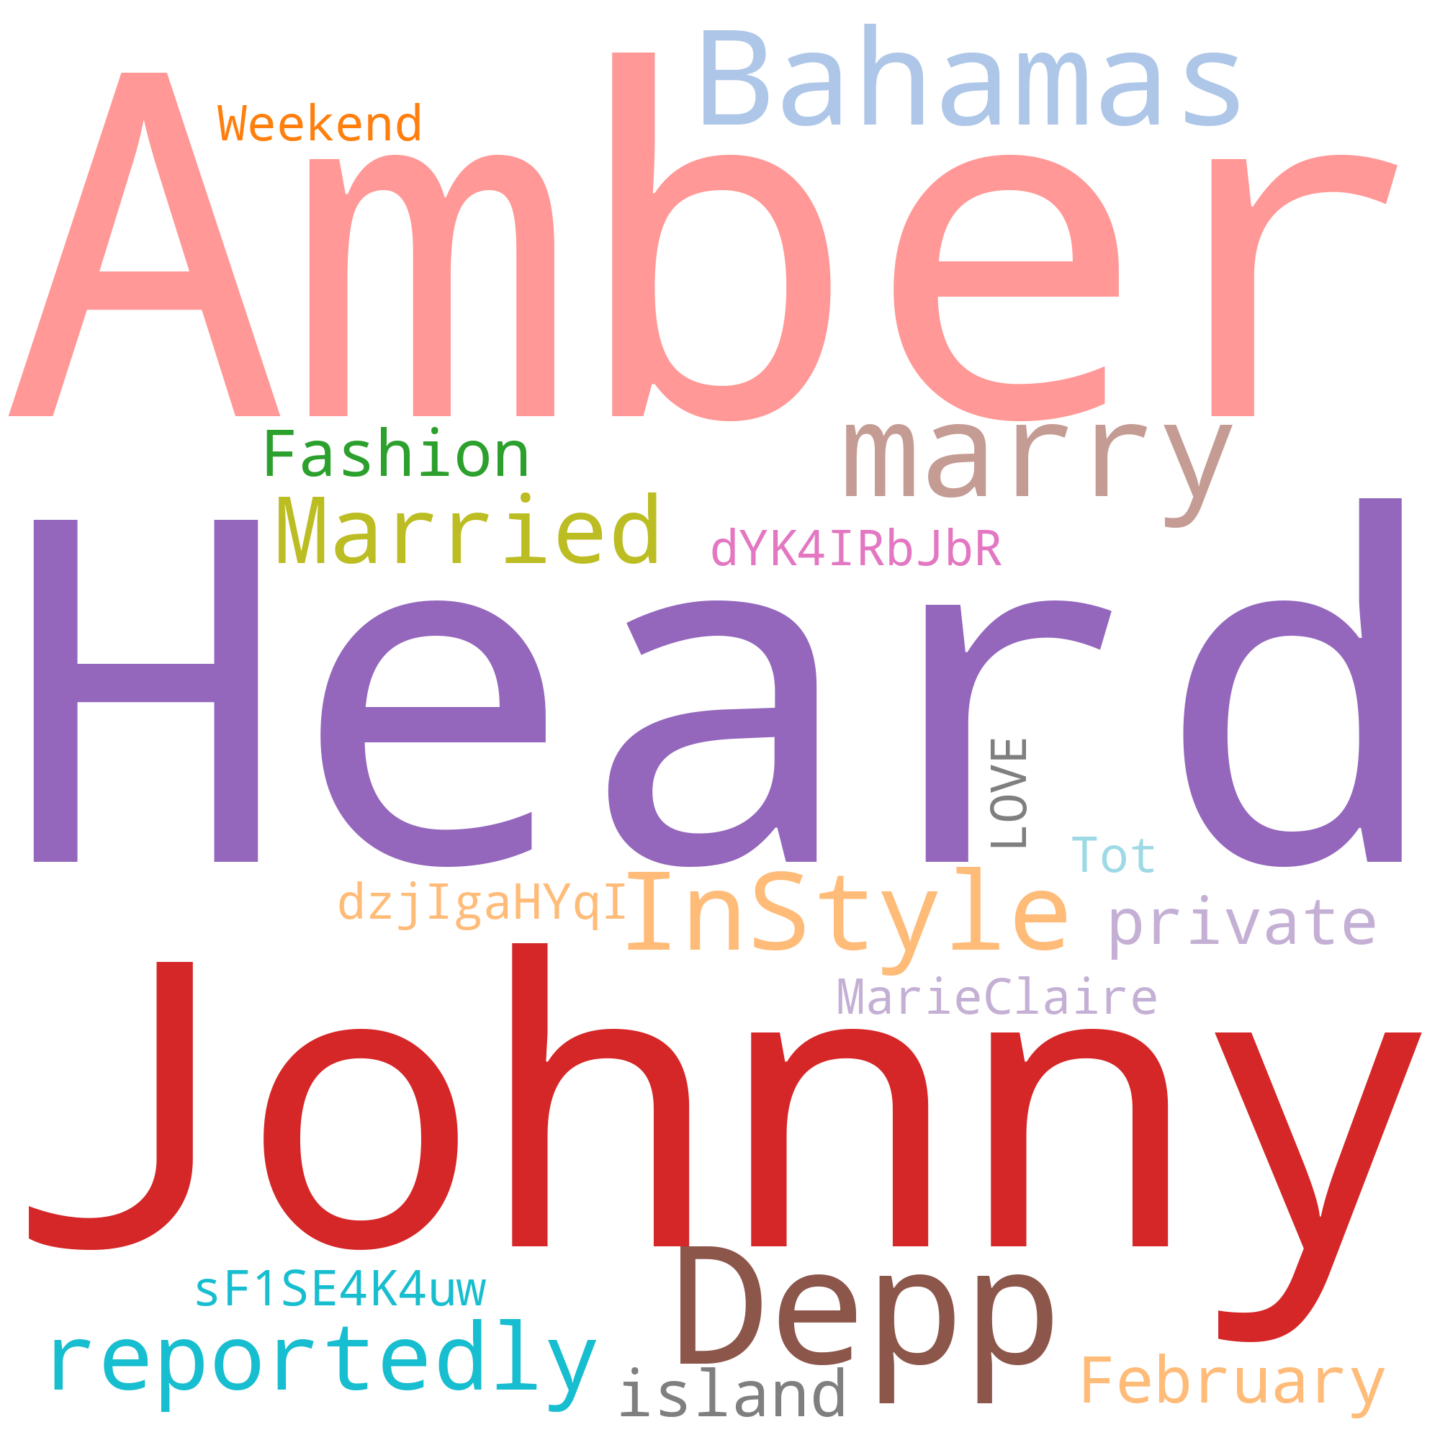 Bahamas
Weekend
Amber
Fashion
marry
Married
dYK4IRbJbR
Heard
LOVE
Tot
dzjIgaHYqI
InStyle
private
MarieClaire
Johnny
sF1SE4K4uw
Depp
reportedly
island
February